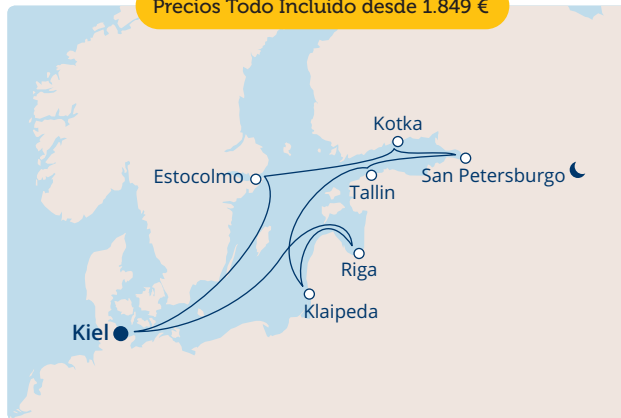 Precios Todo Incluido desde 1.849 €
Kotka
Estocolmo
San Petersburgo
Tallin
Riga
Klaipeda
Kiel